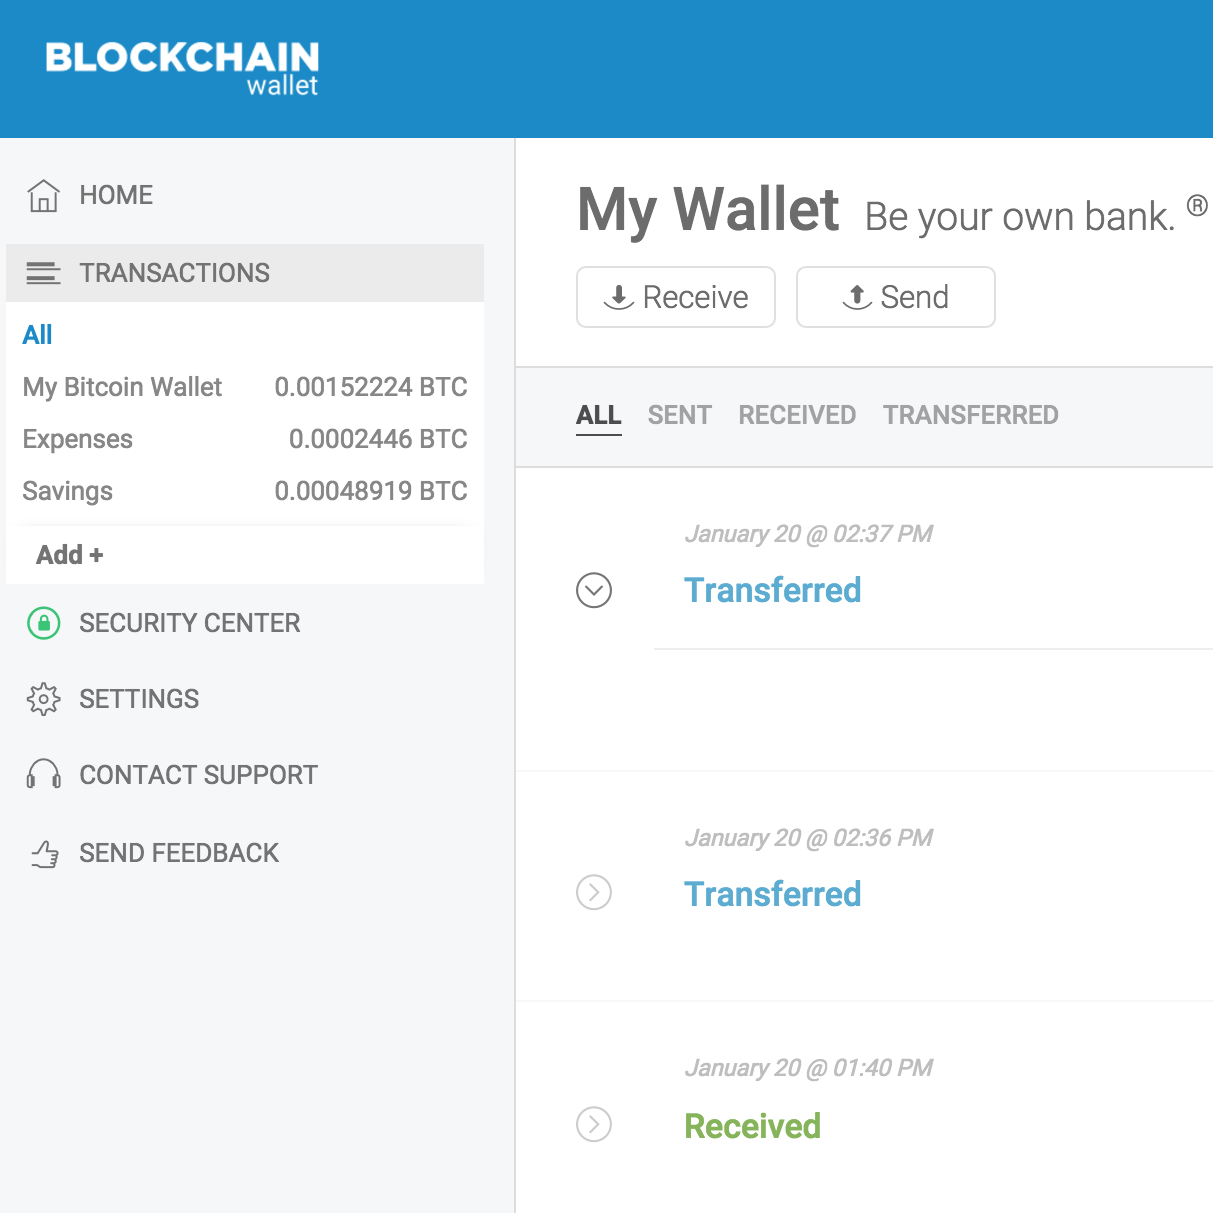 BLOCKCHAIN
wallet
HOME
TRANSACTIONS
All
My Bitcoin Wallet 0.00152224 BTC
Expenses 0.0002446 BTC
Savings 0.00048919 BTC
Add +
SECURITY CENTER
SETTINGS
CONTACT SUPPORT
SEND FEEDBACK
My Wallet Be your own bank. ®
Receive Send
ALL SENT RECEIVED TRANSFERRED
January 20 @ 02:37 PM
Transferred
January 20 @ 02:36 PM
Transferred
January 20 @ 01:40 PM
Received